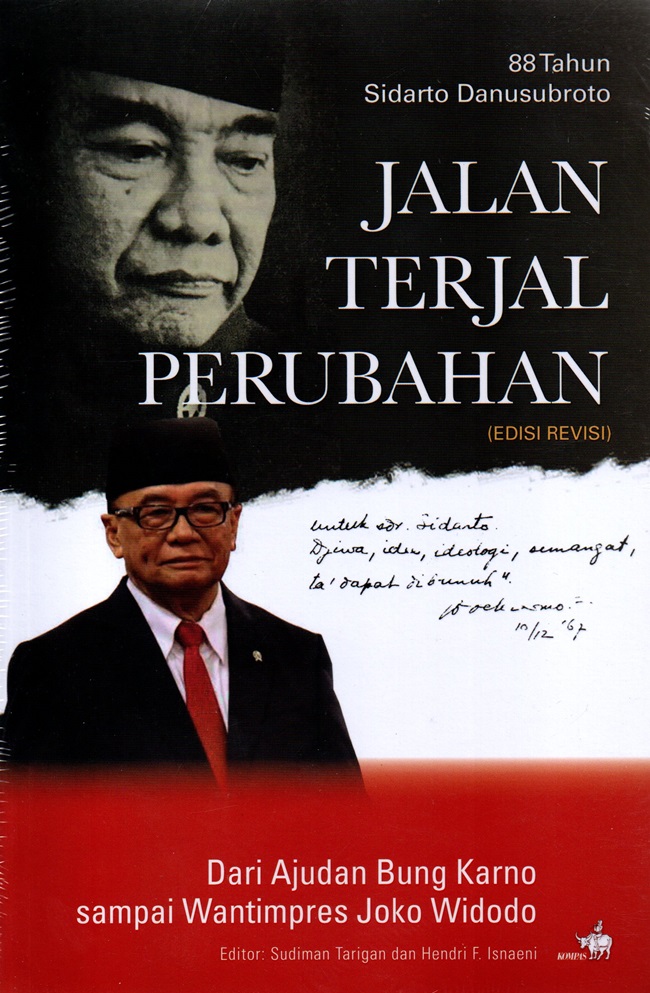 88 Tahun
Sidarto Danusubroto
JALAN
TERJAL
PERUBAHAN
(EDISI REVISI)
untuk sdr. Sidarto.
Djiwa, idee, ideologi, semangat,
ta' dapat dibunuh".
Soekarno
10/12 '67
Dari Ajudan Bung Karno
sampai Wantimpres Joko Widodo
Editor: Sudiman Tarigan dan Hendri F. Isnaeni
KOMPAS